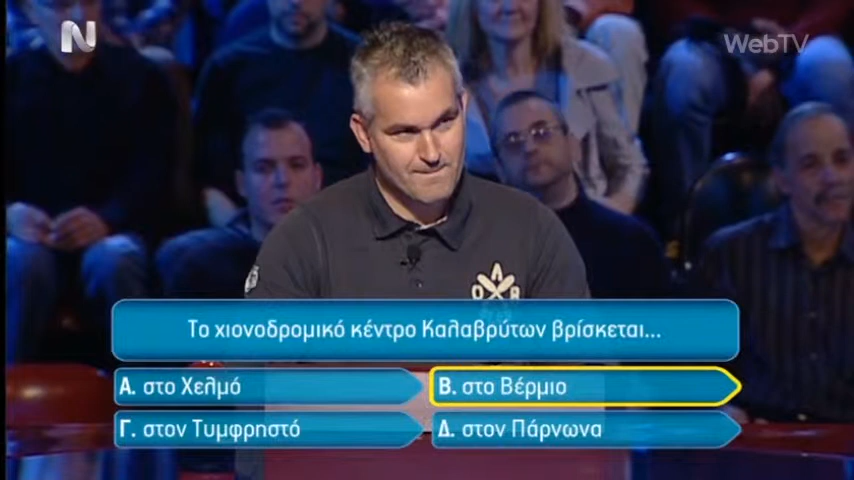 N
WebTV
Το χιονοδρομικό κέντρο Καλαβρύτων βρίσκεται...
Α. στο Χελμό
Β. στο Βέρμιο
Γ. στον Τυμφρηστό
Δ. στον Πάρνωνα